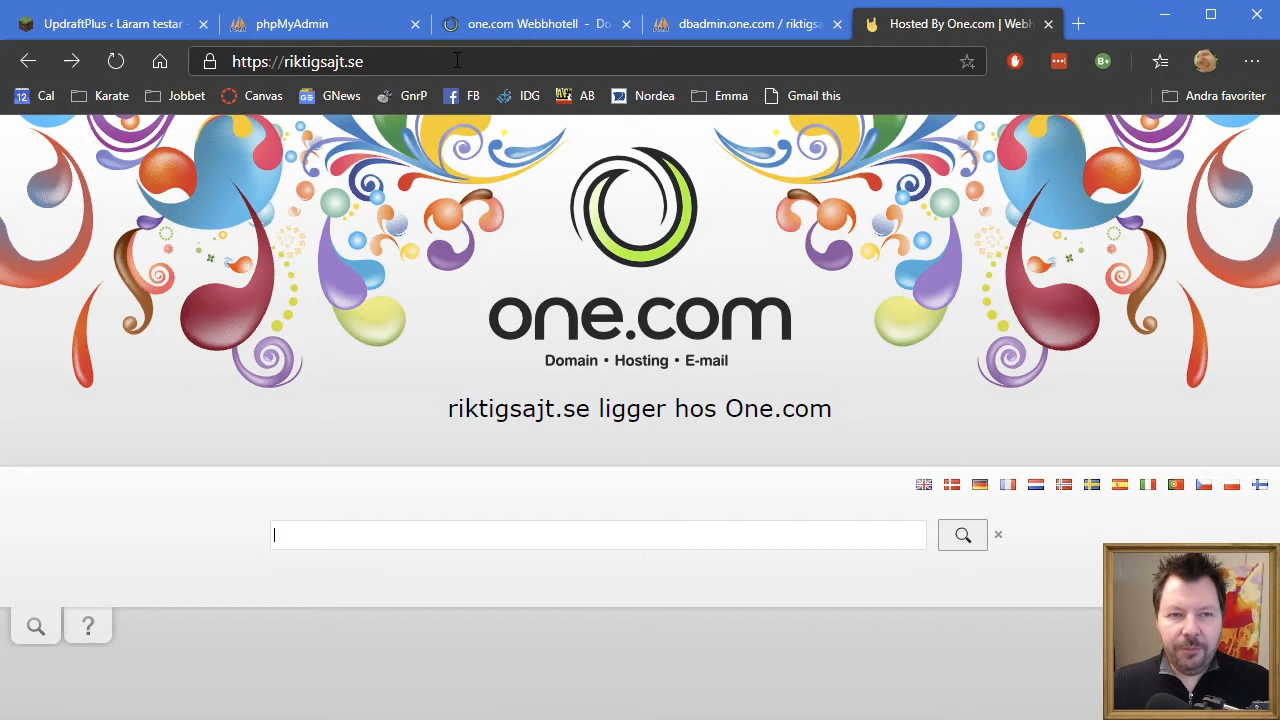 UpdraftPlus ‹ Lärarn testar -
phpMyAdmin
one.com Webbhotell - Do
dbadmin.one.com / riktigsa
Hosted By One.com | Webh
https://riktigsajt.se
12 Cal
Karate
Jobbet
Canvas
GNews
GnrP
FB
IDG
AB
Nordea
Emma
Gmail this
Andra favoriter
one.com
Domain • Hosting • E-mail
riktigsajt.se ligger hos One.com
?